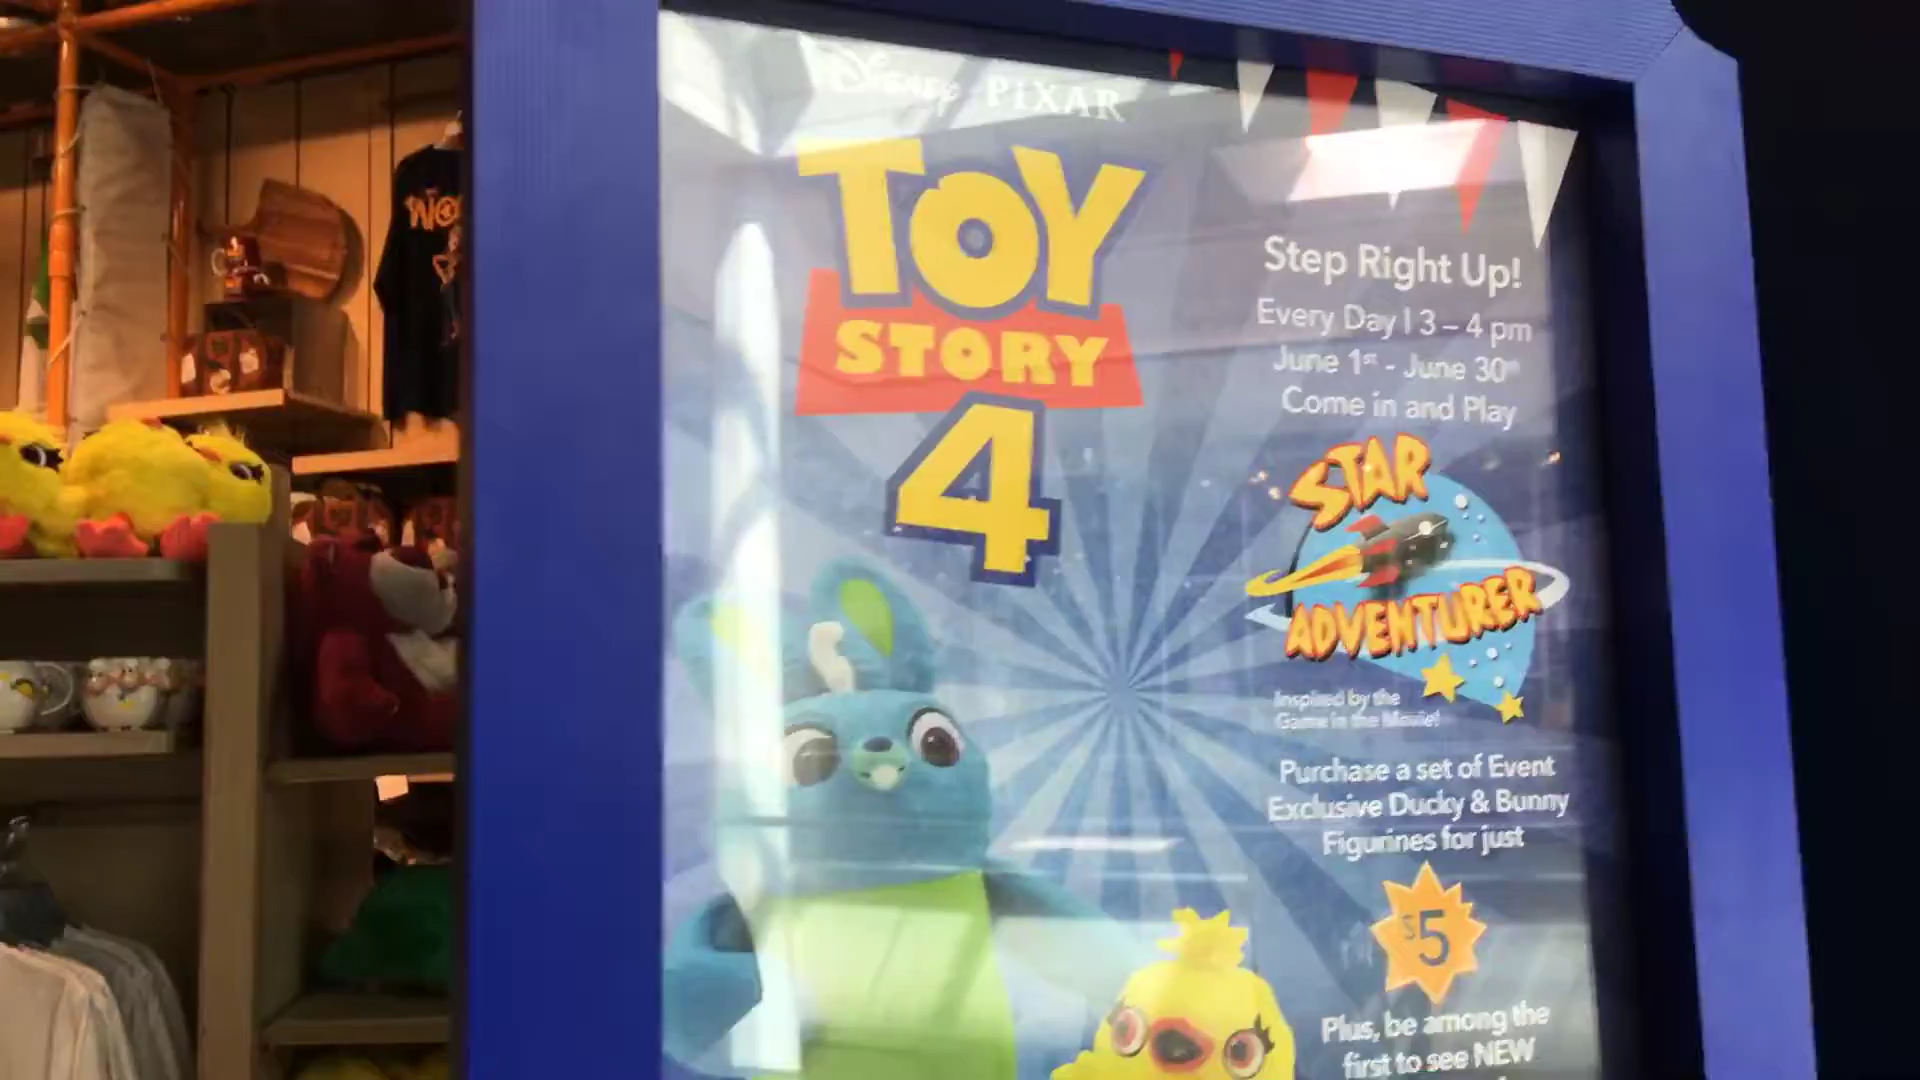 Disney PIXAR
TOY
STORY
4
Step Right Up!
Every Day | 3 – 4 pm
June 1st - June 30th
Come in and Play
STAR
ADVENTURER
Inspired by the
Game in the Movie!
Purchase a set of Event
Exclusive Ducky & Bunny
Figurines for just
$5
Plus, be among the
first to see NEW